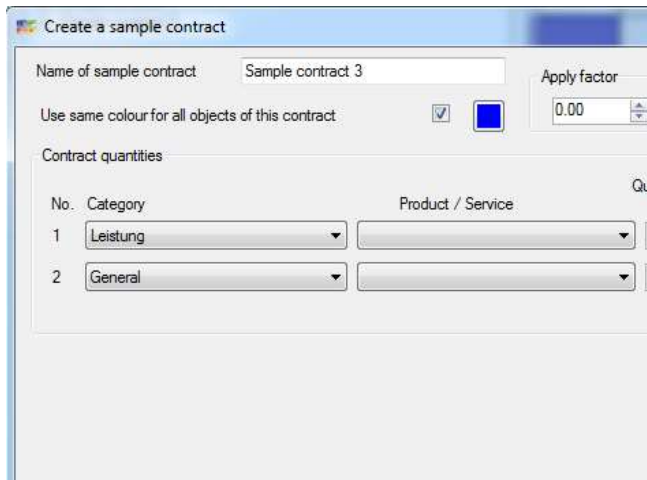 Create a sample contract
Name of sample contract Sample contract 3 Apply factor
Use same colour for all objects of this contract 0.00
Contract quantities
No. Category Product / Service
1 Leistung
2 General